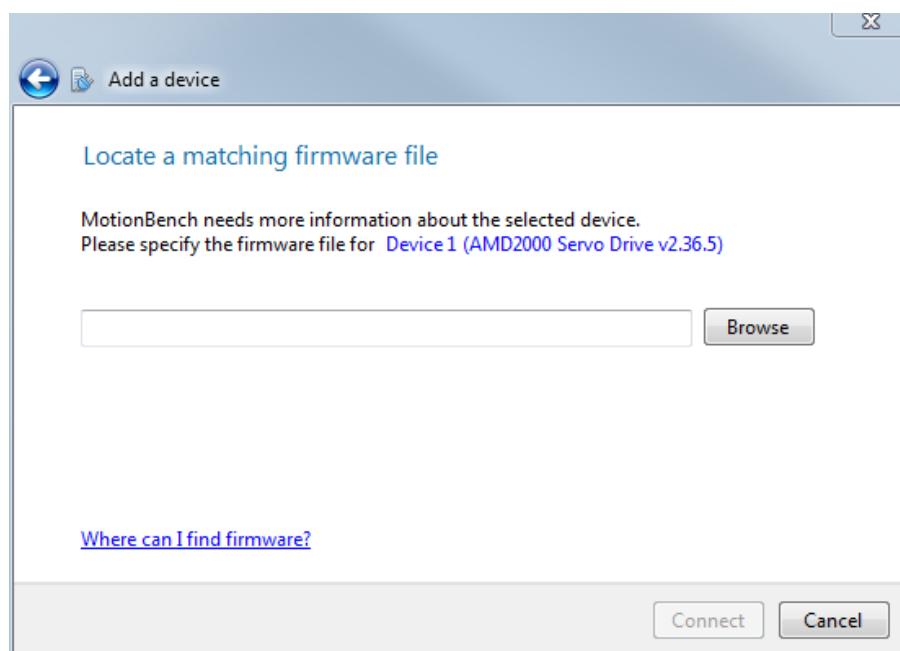 Add a device
Locate a matching firmware file
MotionBench needs more information about the selected device.
Please specify the firmware file for Device 1 (AMD2000 Servo Drive v2.36.5)
Browse
Where can I find firmware?
Connect Cancel